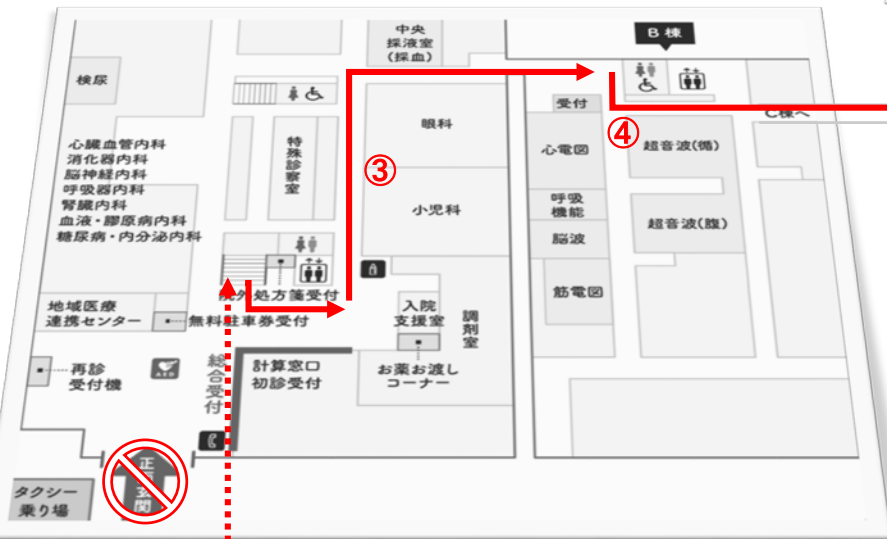 中央
採液室
(採血)
B棟
検尿
受付
C棟へ
眼科
④
心電図
超音波(循)
特殊診察室
心臓血管内科
消化器内科
脳神経内科
呼吸器内科
腎臓内科
血液・膠原病内科
糖尿病・内分泌内科
③
小児科
呼吸
機能
脳波
超音波(腹)
筋電図
院外処方箋受付
地域医療
連携センター
無料駐車券受付
入院
支援室
調剤室
再診
受付機
AED
総合受付
計算窓口
初診受付
お薬お渡し
コーナー
正面玄関
タクシー
乗り場